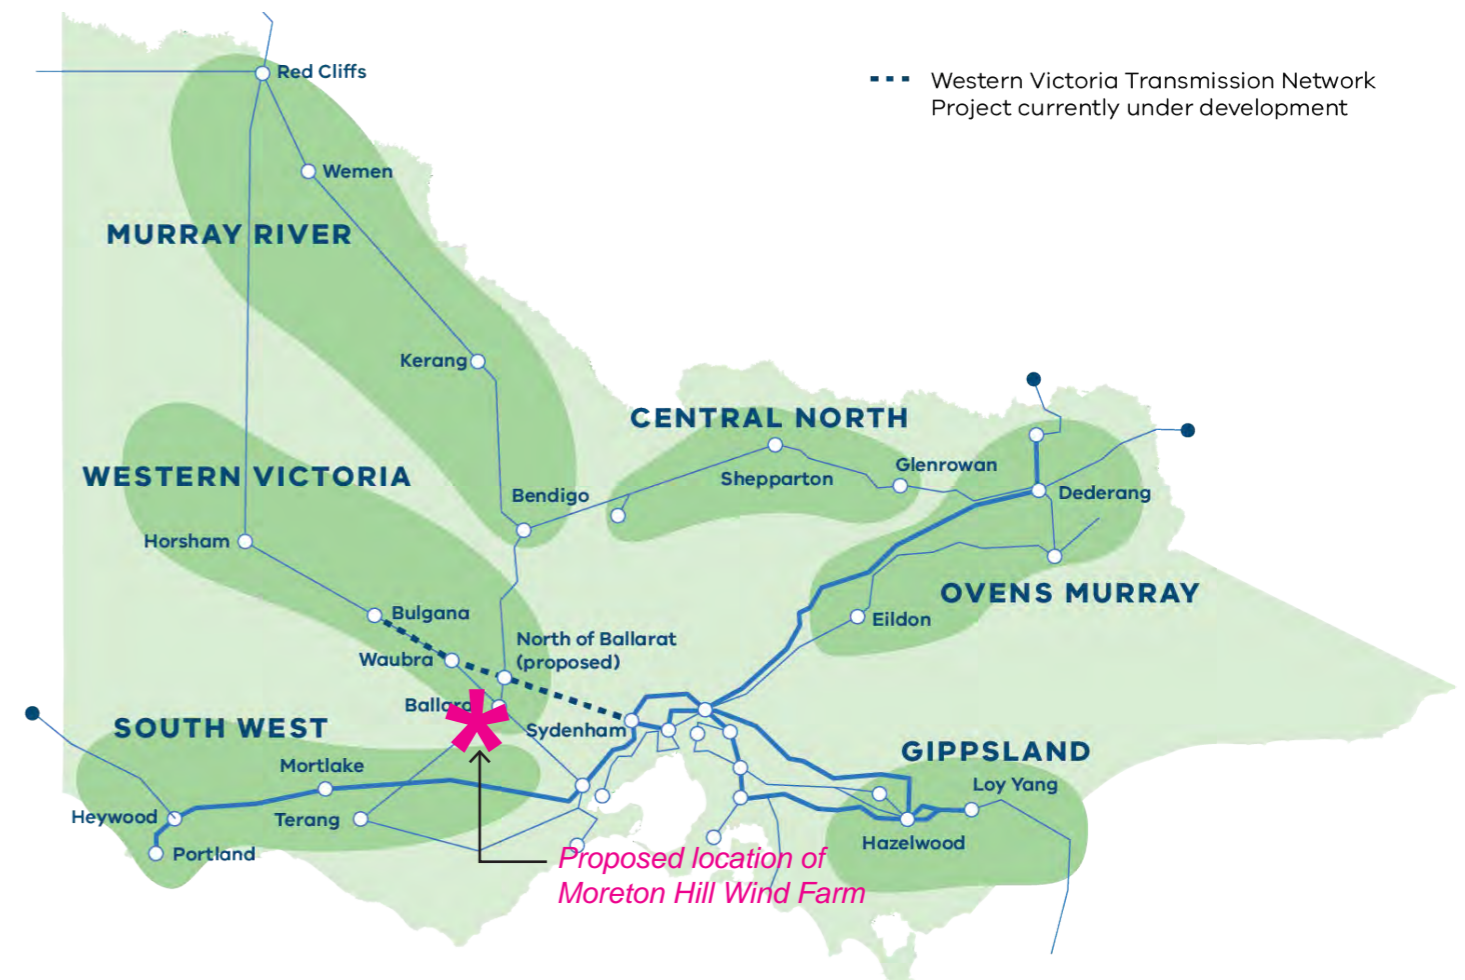 Red Cliffs
Western Victoria Transmission Network
Project currently under development
Wemen
MURRAY RIVER
Kerang
CENTRAL NORTH
WESTERN VICTORIA
Glenrowan
Shepparton
Bendigo
Dederang
Horsham
OVENS MURRAY
Bulgana
Eildon
North of Ballarat
(proposed)
Waubra
SOUTH WEST
Sydenham
GIPPSLAND
Mortlake
Loy Yang
Heywood
Terang
Hazelwood
Portland
Proposed location of
Moreton Hill Wind Farm